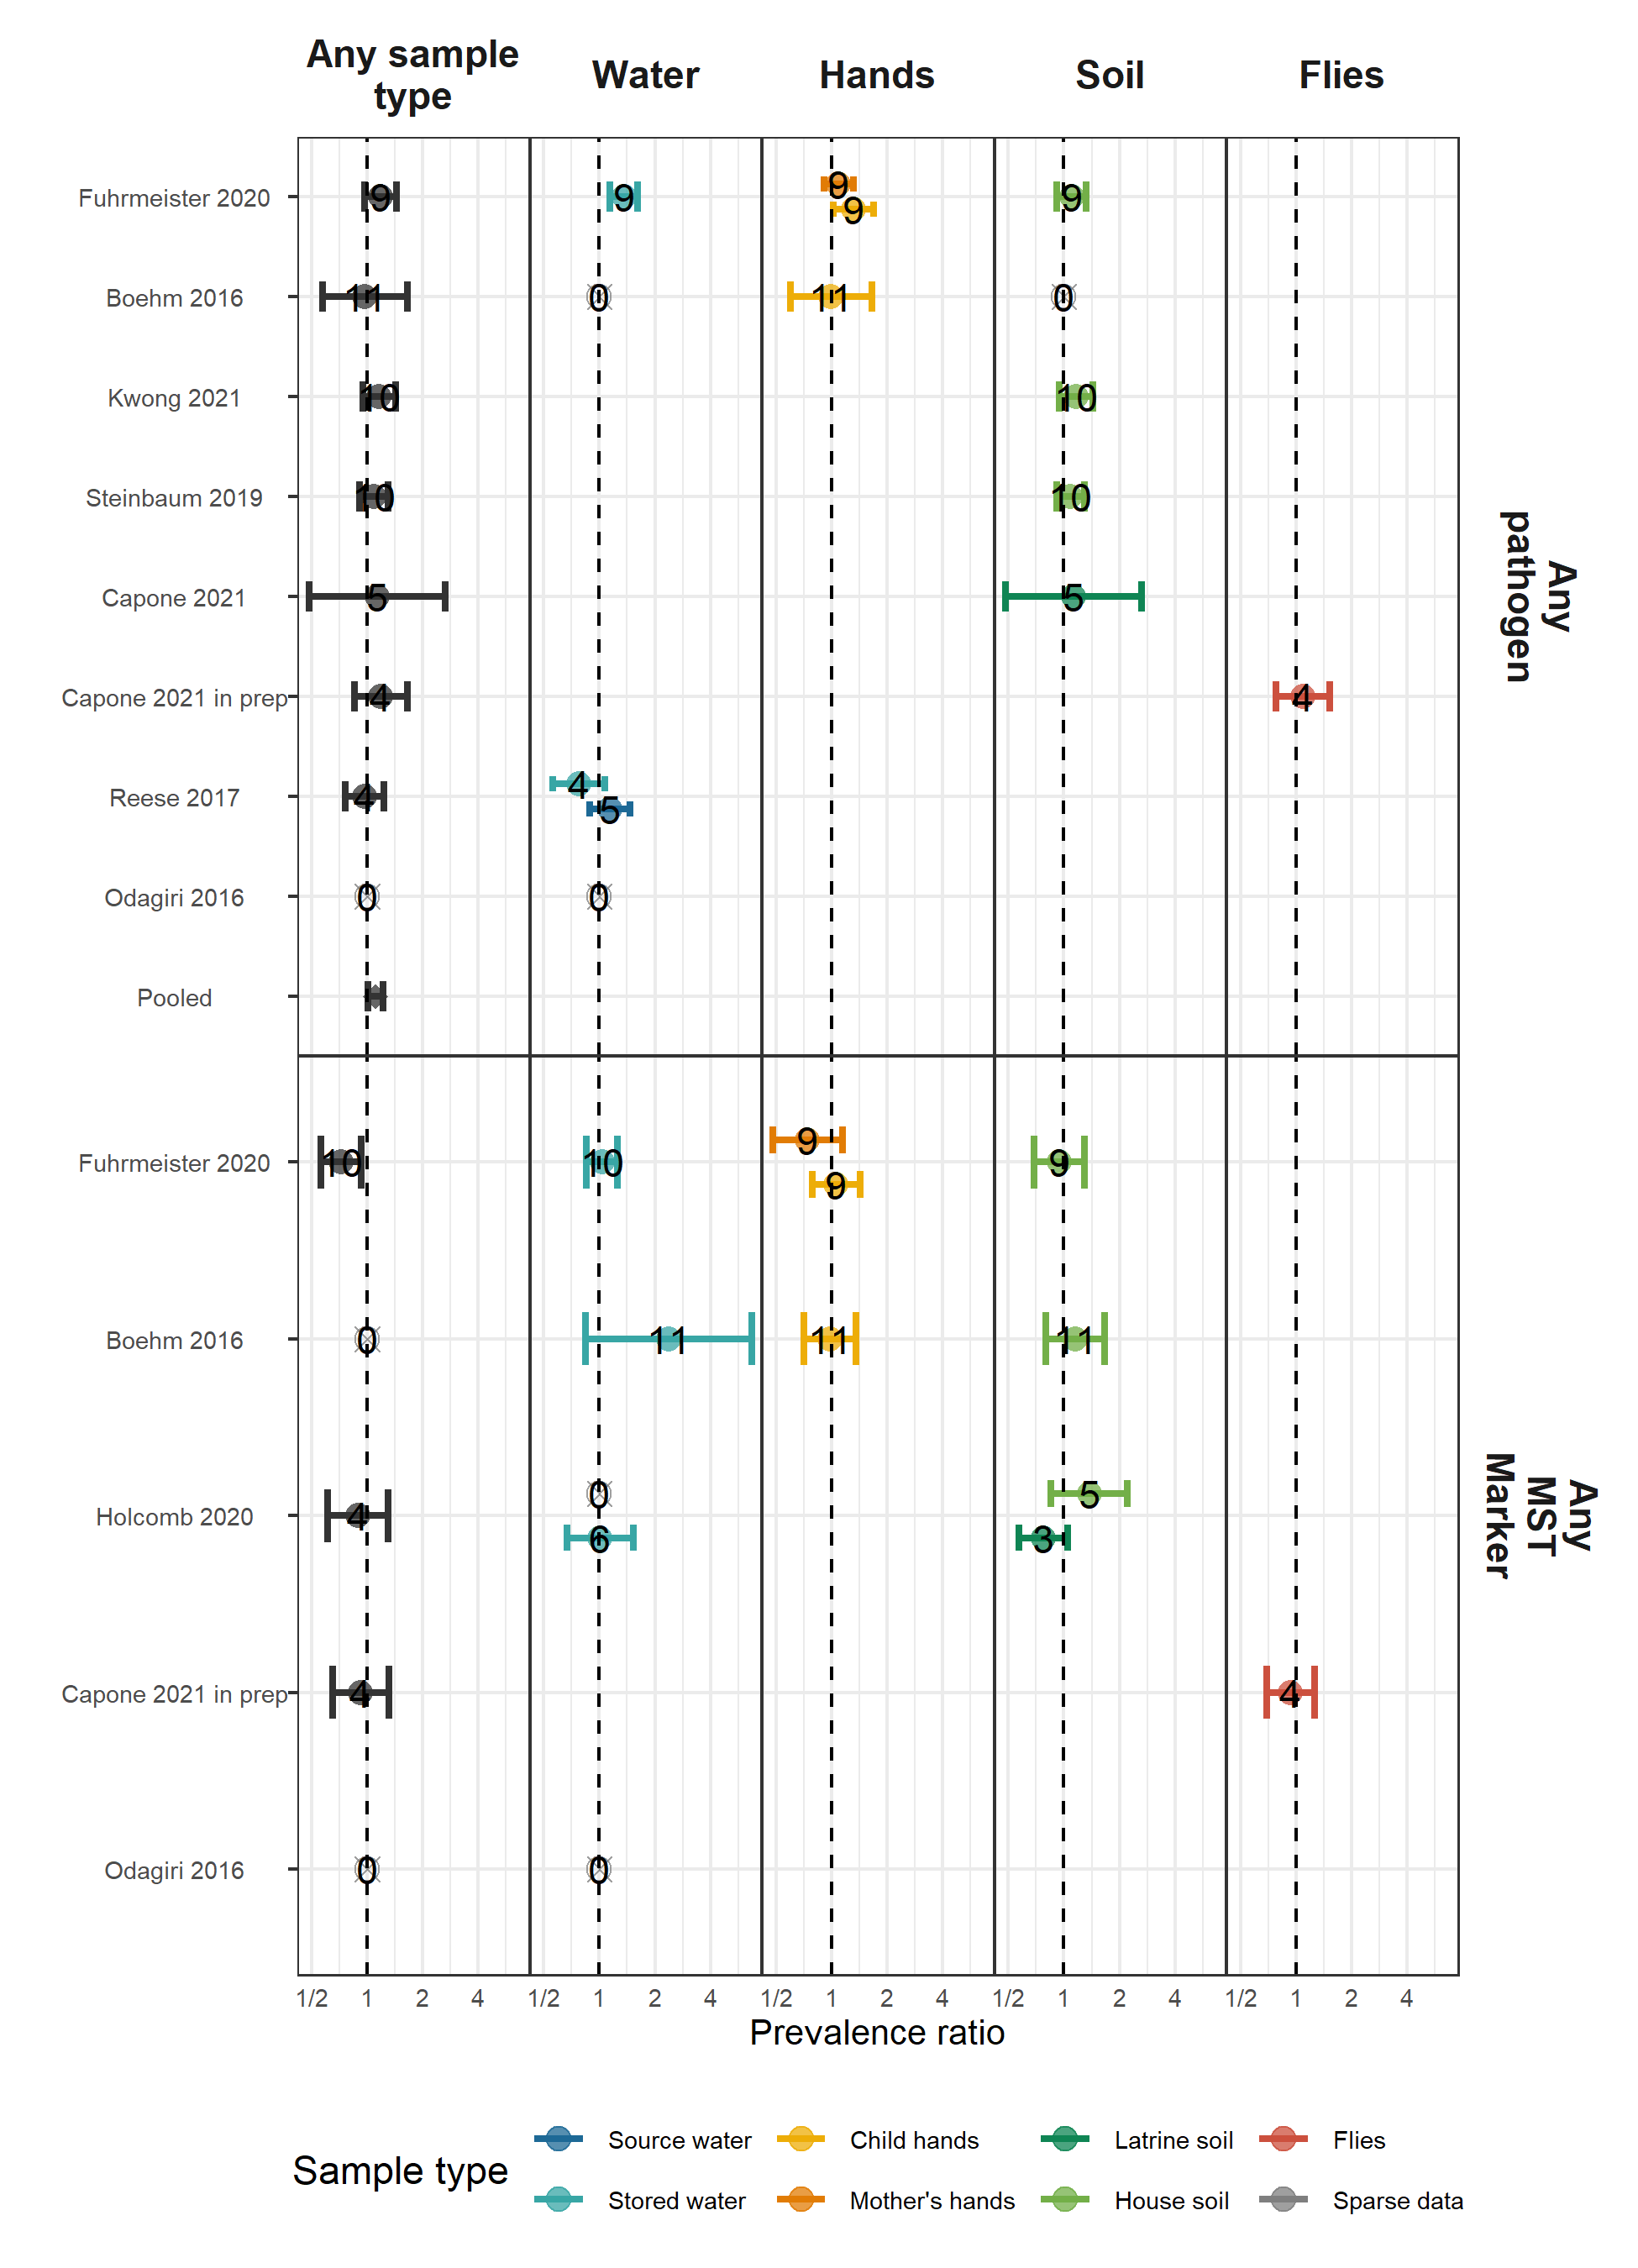 Any sample
type
Water
Hands
Soil
Flies
Fuhrmeister 2020
9
9
9
9
9
Boehm 2016
11
0
11
0
Kwong 2021
10
10
Steinbaum 2019
10
10
Capone 2021
5
5
Capone 2021 in prep
4
4
Reese 2017
4
4
5
Odagiri 2016
0
0
Pooled
Any
pathogen
Fuhrmeister 2020
10
10
9
9
9
Boehm 2016
0
11
11
11
Holcomb 2020
4
0
6
5
3
Capone 2021 in prep
4
4
Odagiri 2016
0
0
Any
MST
Marker
1/2 1 2 4 1/2 1 2 4 1/2 1 2 4 1/2 1 2 4 1/2 1 2 4
Prevalence ratio
Sample type
Source water
Child hands
Latrine soil
Flies
Stored water
Mother's hands
House soil
Sparse data